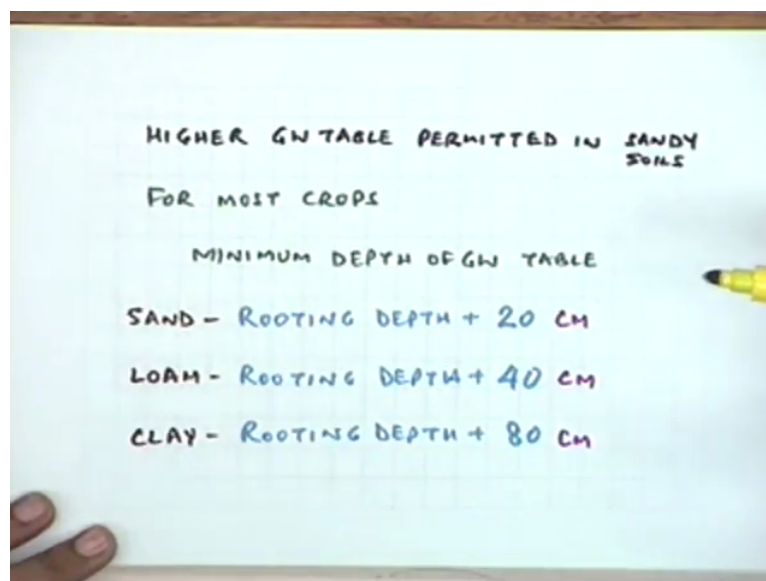 HIGHER GW TABLE PERMITTED IN SANDY
SOILS
FOR MOST CROPS
MINIMUM DEPTH OF GW TABLE
SAND - ROOTING DEPTH + 20 CM
LOAM - ROOTING DEPTH + 40 CM
CLAY - ROOTING DEPTH + 80 CM